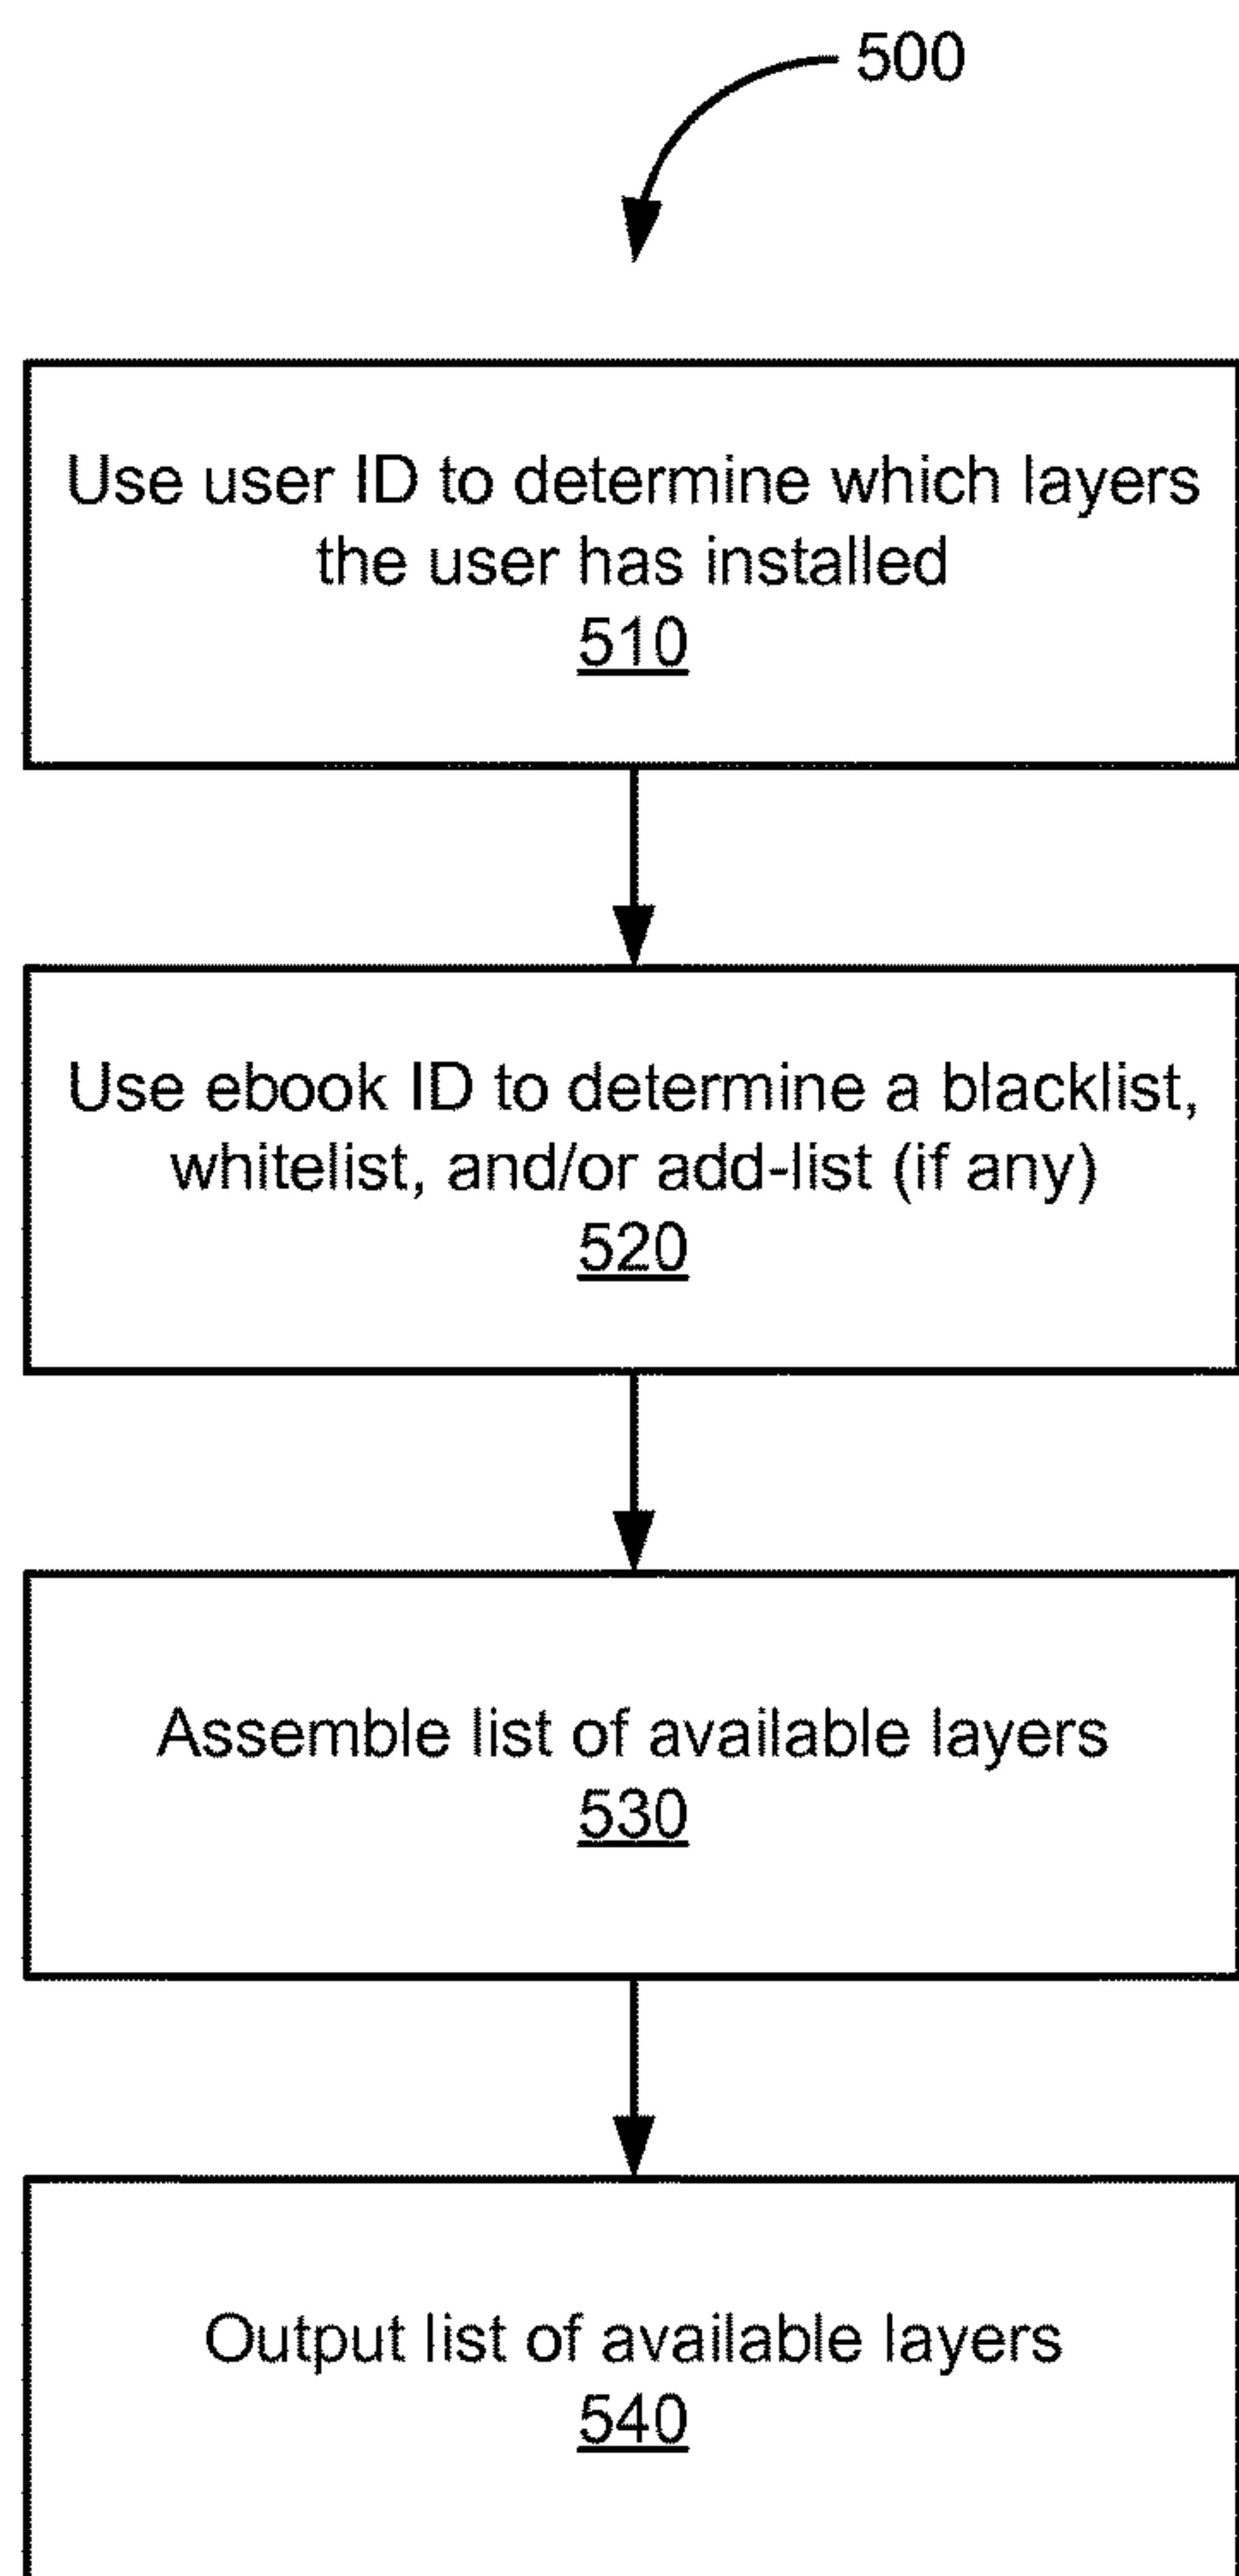 500
Use user ID to determine which layers
the user has installed
510
Use ebook ID to determine a blacklist,
whitelist, and/or add-list (if any)
520
Assemble list of available layers
530
Output list of available layers
540